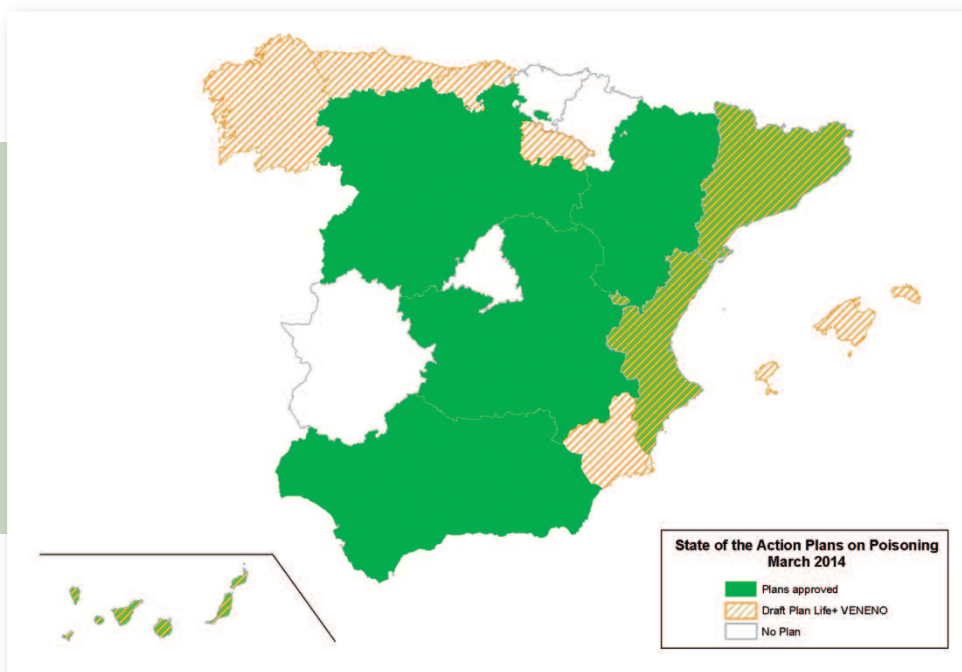 State of the Action Plans on Poisoning
March 2014
Plans approved
Draft Plan Life+ VENENO
No Plan